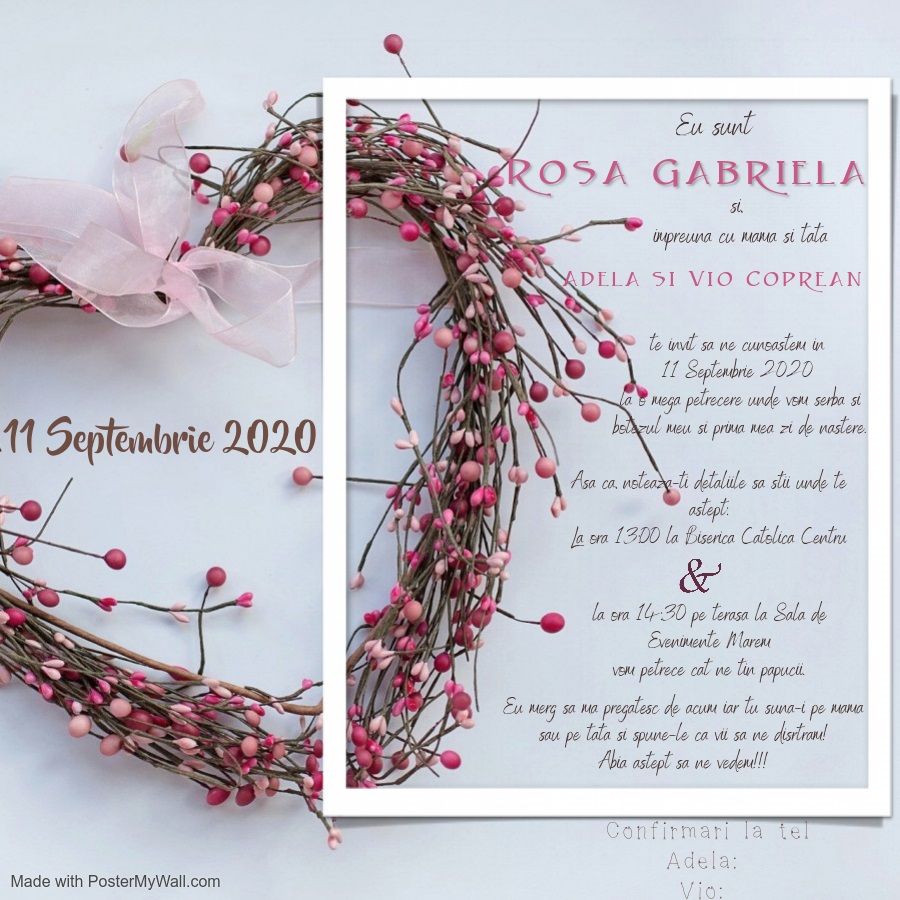 Eu sunt
ROSA GABRIELA
si,
impreuna cu mama si tata
ADELA SI VIO COPREAN
te invit sa ne cunoastem in
11 Septembrie 2020
la o mega petrecere unde vom serba si
botezul meu si prima mea zi de nastere.
11 Septembrie 2020
Asa ca, noteaza-ti detaliile sa stii unde te
astept:
La ora 13:00 la Biserica Catolica Centru
&
la ora 14:30 pe terasa la Sala de
Evenimente Marem
vom petrece cat ne tin papucii.
Eu merg sa ma pregatesc de acum iar tu suna-i pe mama
sau pe tata si spune-le ca vii sa ne disrtram!
Abia astept sa ne vedem!!!
Confirmari la tel
Adela:
Vio:
Made with PosterMyWall.com